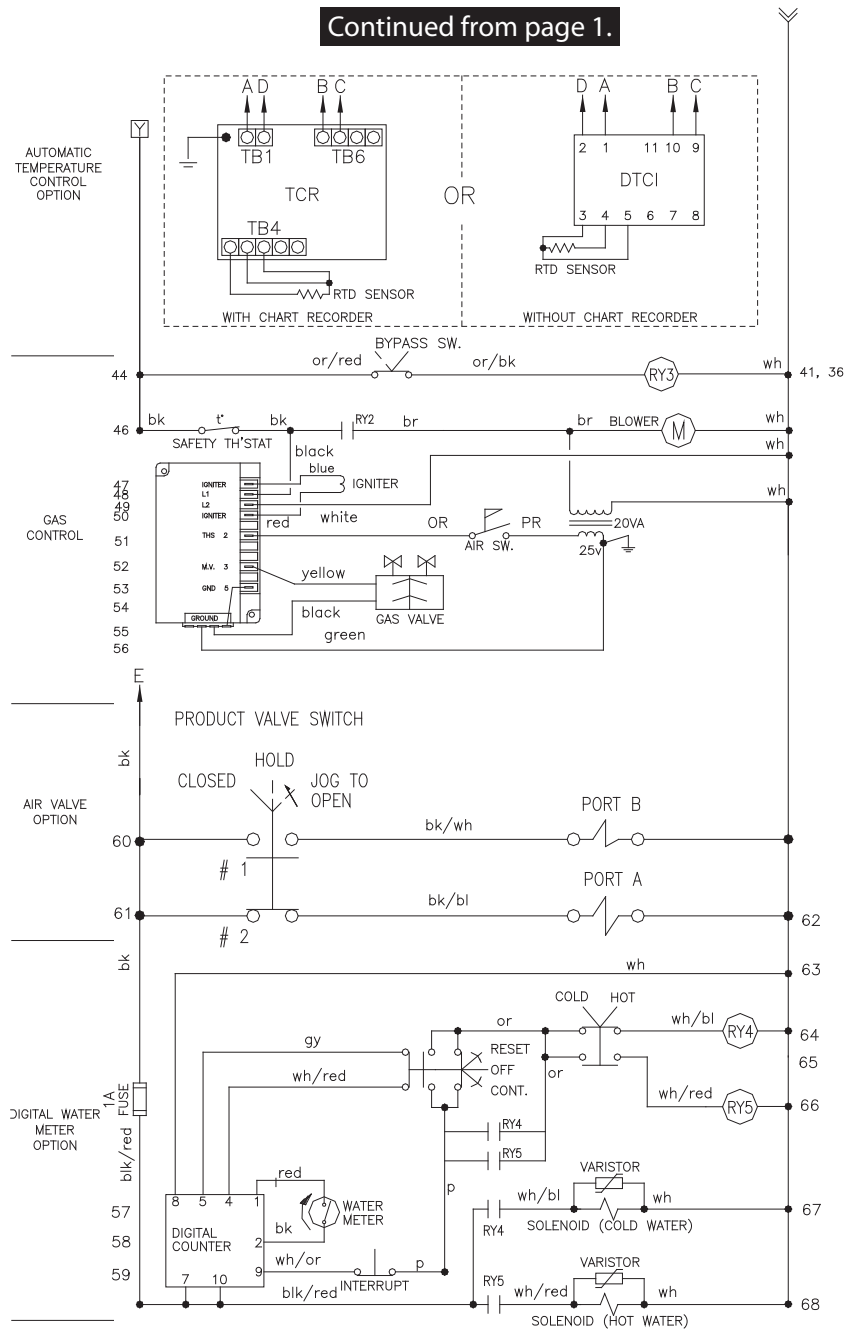 Continued from page 1.
A D B C
D A B C
Y
AUTOMATIC
TEMPERATURE
CONTROL
OPTION
TB1 TB6
TCR
TB4
RTD SENSOR
WITH CHART RECORDER
OR
2 1 11 10 9
DTCI
3 4 5 6 7 8
RTD SENSOR
WITHOUT CHART RECORDER
BYPASS SW.
44 or/red or/bk RY3 wh 41, 36
46 bk t° bk RY2 br br BLOWER M wh
SAFETY TH'STAT
black
wh
blue
47 IGNITER IGNITER
48 L1
49 L2
wh
50 IGNITER red white
GAS
CONTROL
20VA
51 THS 2 OR AIR SW. PR 25v
52 M.V. 3 yellow
53 GND 5
54
black GAS VALVE
GROUND
55
green
56
E
PRODUCT VALVE SWITCH
bk
HOLD
CLOSED JOG TO
OPEN
AIR VALVE
OPTION
PORT B
60 bk/wh
# 1
PORT A
61 bk/bl 62
# 2
bk
wh 63
COLD HOT
or wh/bl RY4 64
gy RESET
65
OFF or
wh/red CONT.
wh/red RY5 66
1A
FUSE
DIGITAL WATER
METER
OPTION
RY4
RY5
blk/red
red p
VARISTOR
8 5 4 1 wh/bl wh
57 WATER
METER
67
RY4 SOLENOID (COLD WATER)
DIGITAL
COUNTER
58 bk 2
wh/or p
59 9 INTERRUPT
VARISTOR
7 10 RY5
blk/red wh/red wh 68
SOLENOID (HOT WATER)